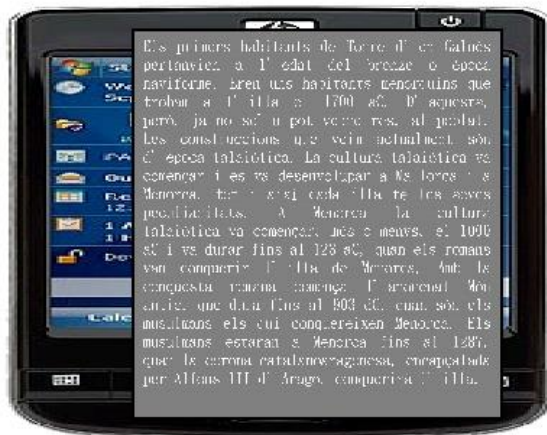 Els primers habitants de Torre d' en Galmés
pertanyien a l' edat del bronze o època
naviforme. Eren uns habitants menorquins que
troban a l' illa el 1700 aC. D' aquests,
però, ja no se' n pot veure res, al poblat.
Les construccions que veim actualment són
d' època talaiòtica. La cultura talaiòtica va
començar i es va desenvolupar a Mallorca i a
Menorca, tot i així cada illa té les seves
peculiaritats. A Menorca la cultura
talaiòtica va començar, més o menys, el 1000
aC i va durar fins al 123 aC, quan els romans
van conquerir l' illa de Menorca. Amb la
conquesta romana comença l' anomenat Món
antic, que dura fins al 903 dC, quan són els
musulmans els qui conquereixen Menorca. Els
musulmans estaran a Menorca fins al 1287,
quan la corona catalanoaragonesa, encapçalada
per Alfons III d' Aragó, conquerirà l' illa.